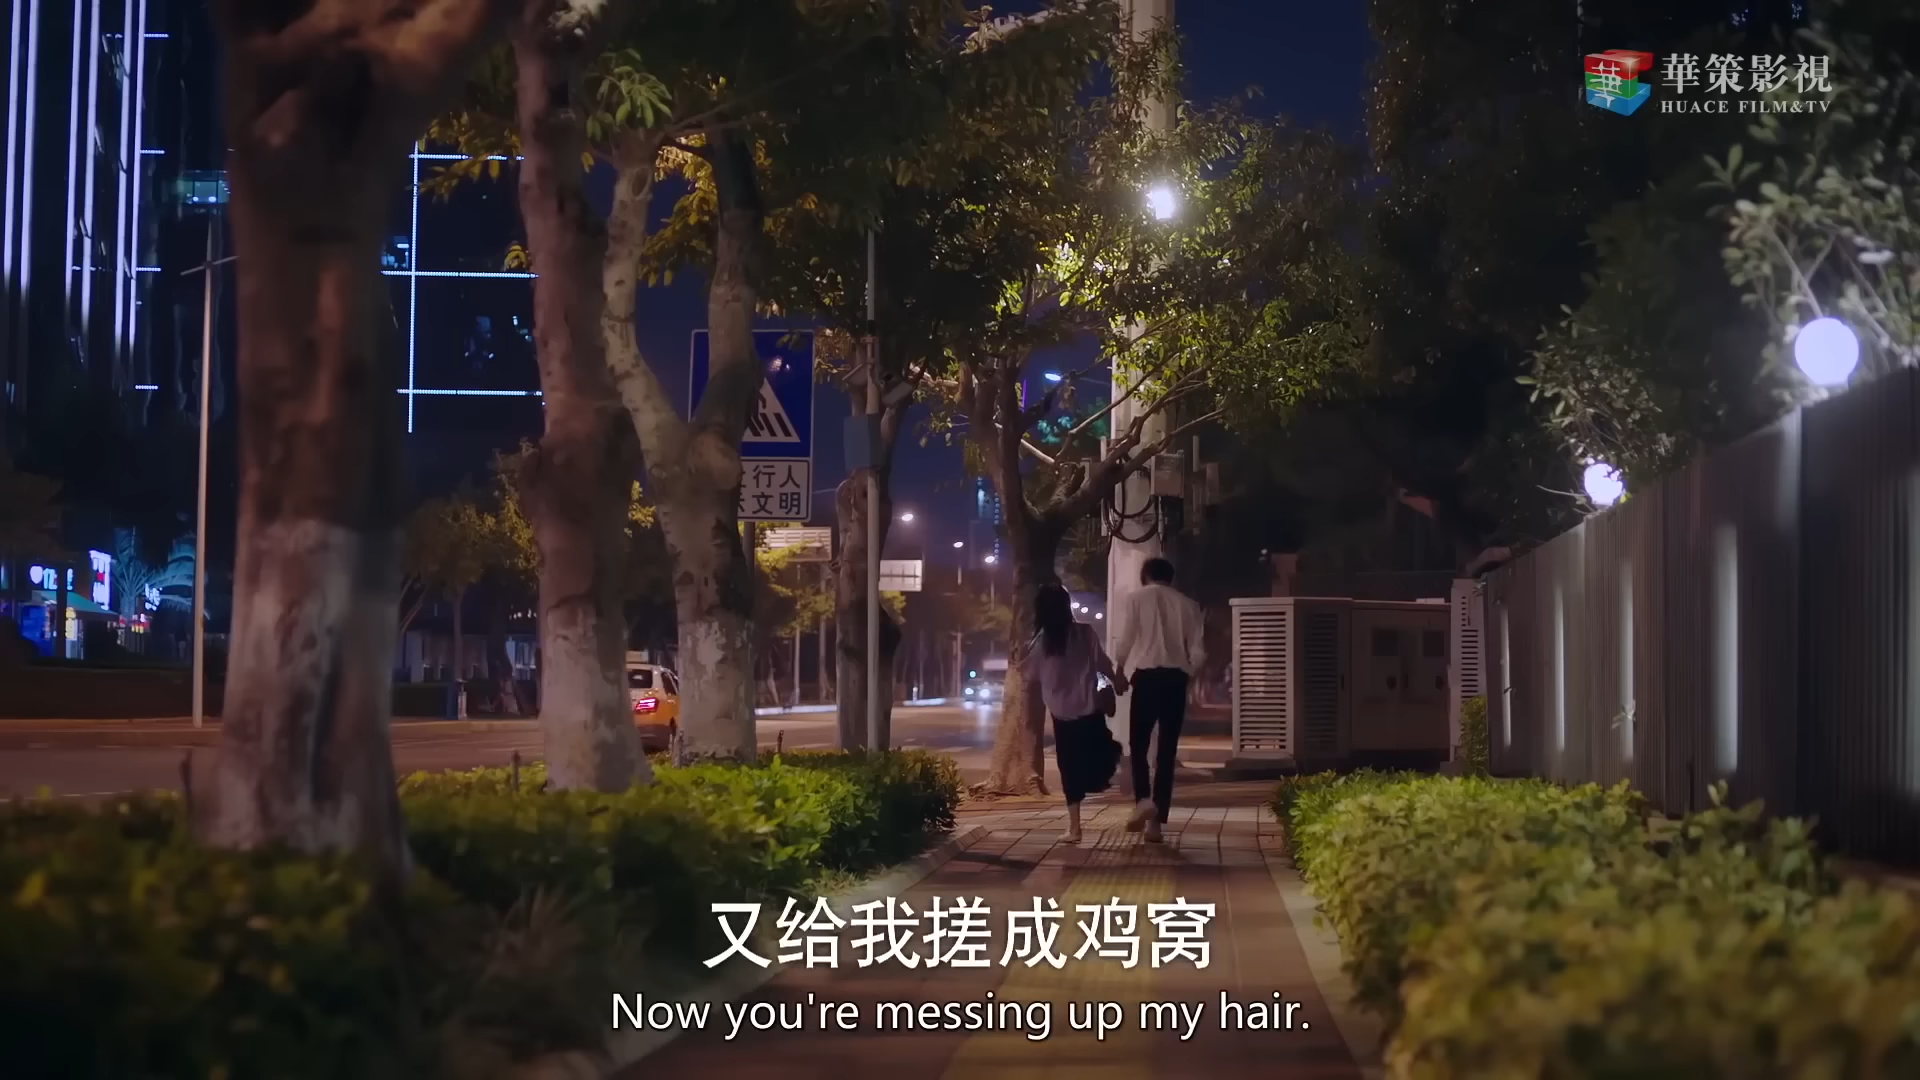 華策影視
HUACE FILM&TV
行人
文明
又给我搓成鸡窝
Now you're messing up my hair.